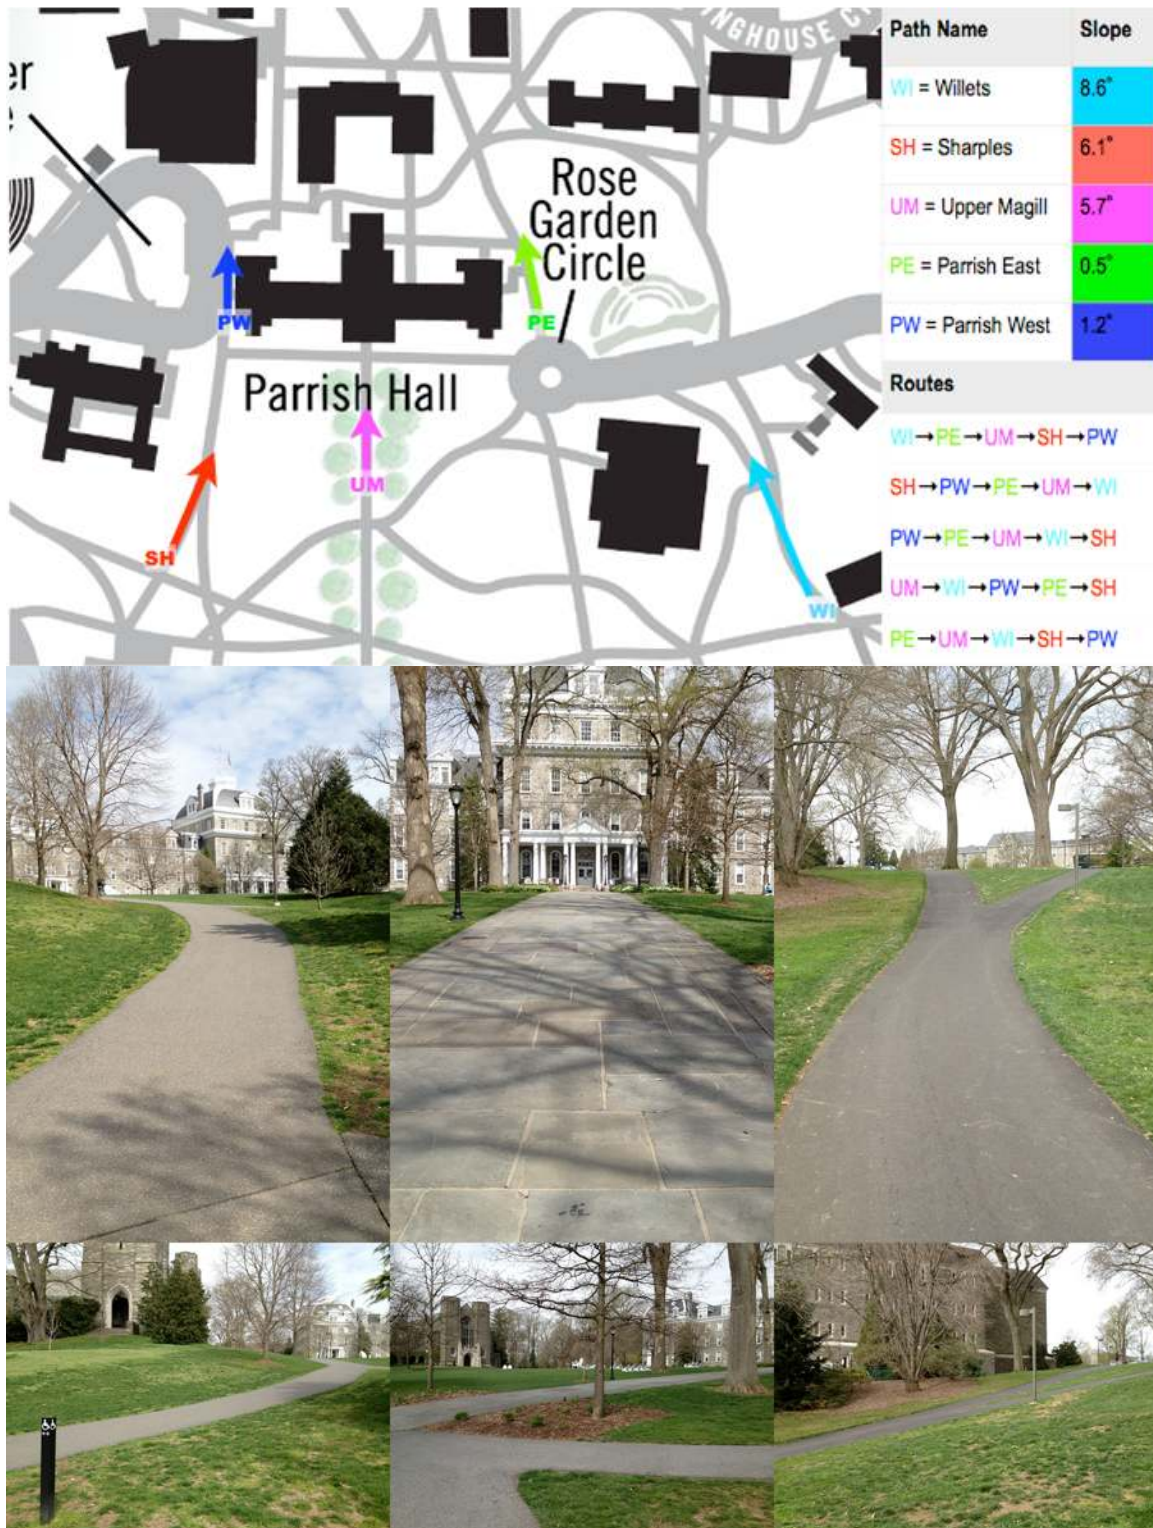 INGHOUSE C
er
e
Rose
Garden
Circle
PW
PE
Parrish Hall
UM
SH
WI
Path Name Slope
WI = Willets 8.6°
SH = Sharples 6.1°
UM = Upper Magill 5.7°
PE = Parrish East 0.5°
PW = Parrish West 1.2°
Routes
WI→PE→UM→SH→PW
SH→PW→PE→UM→WI
PW→PE→UM→WI→SH
UM→WI→PW→PE→SH
PE→UM→WI→SH→PW